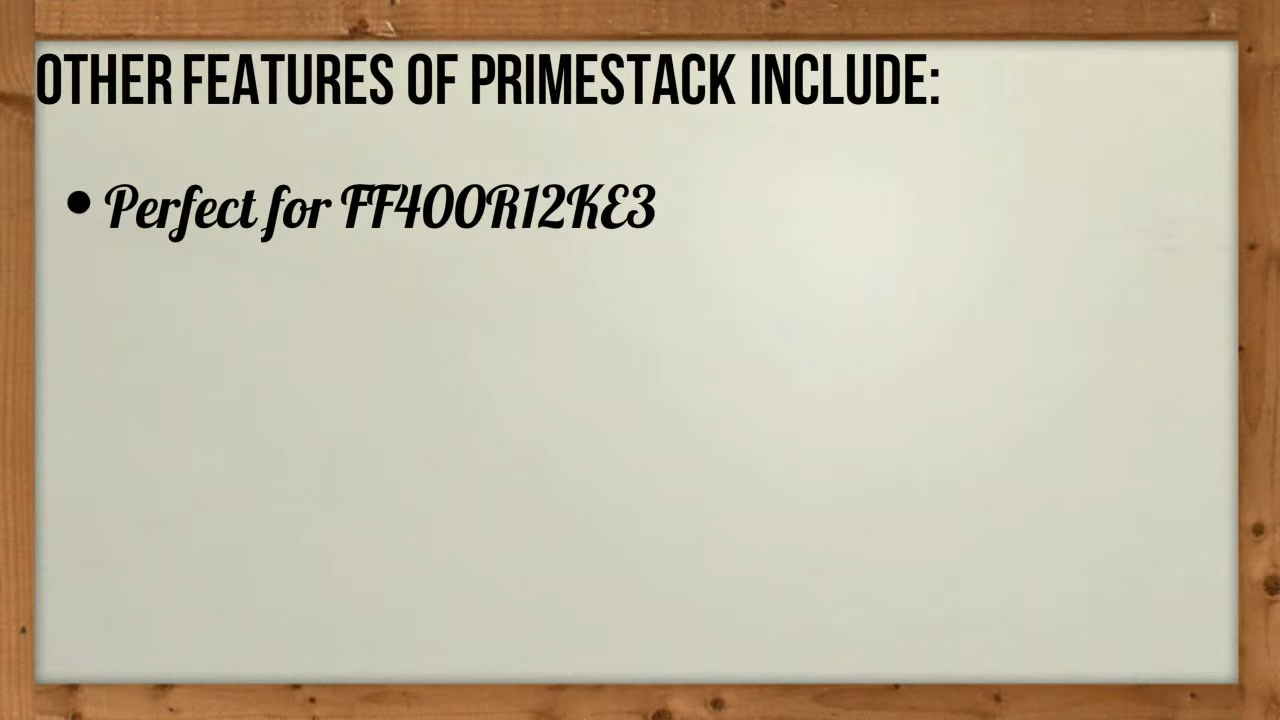 OTHER FEATURES OF PRIMESTACK INCLUDE:
• Perfect for FF400R12KE3